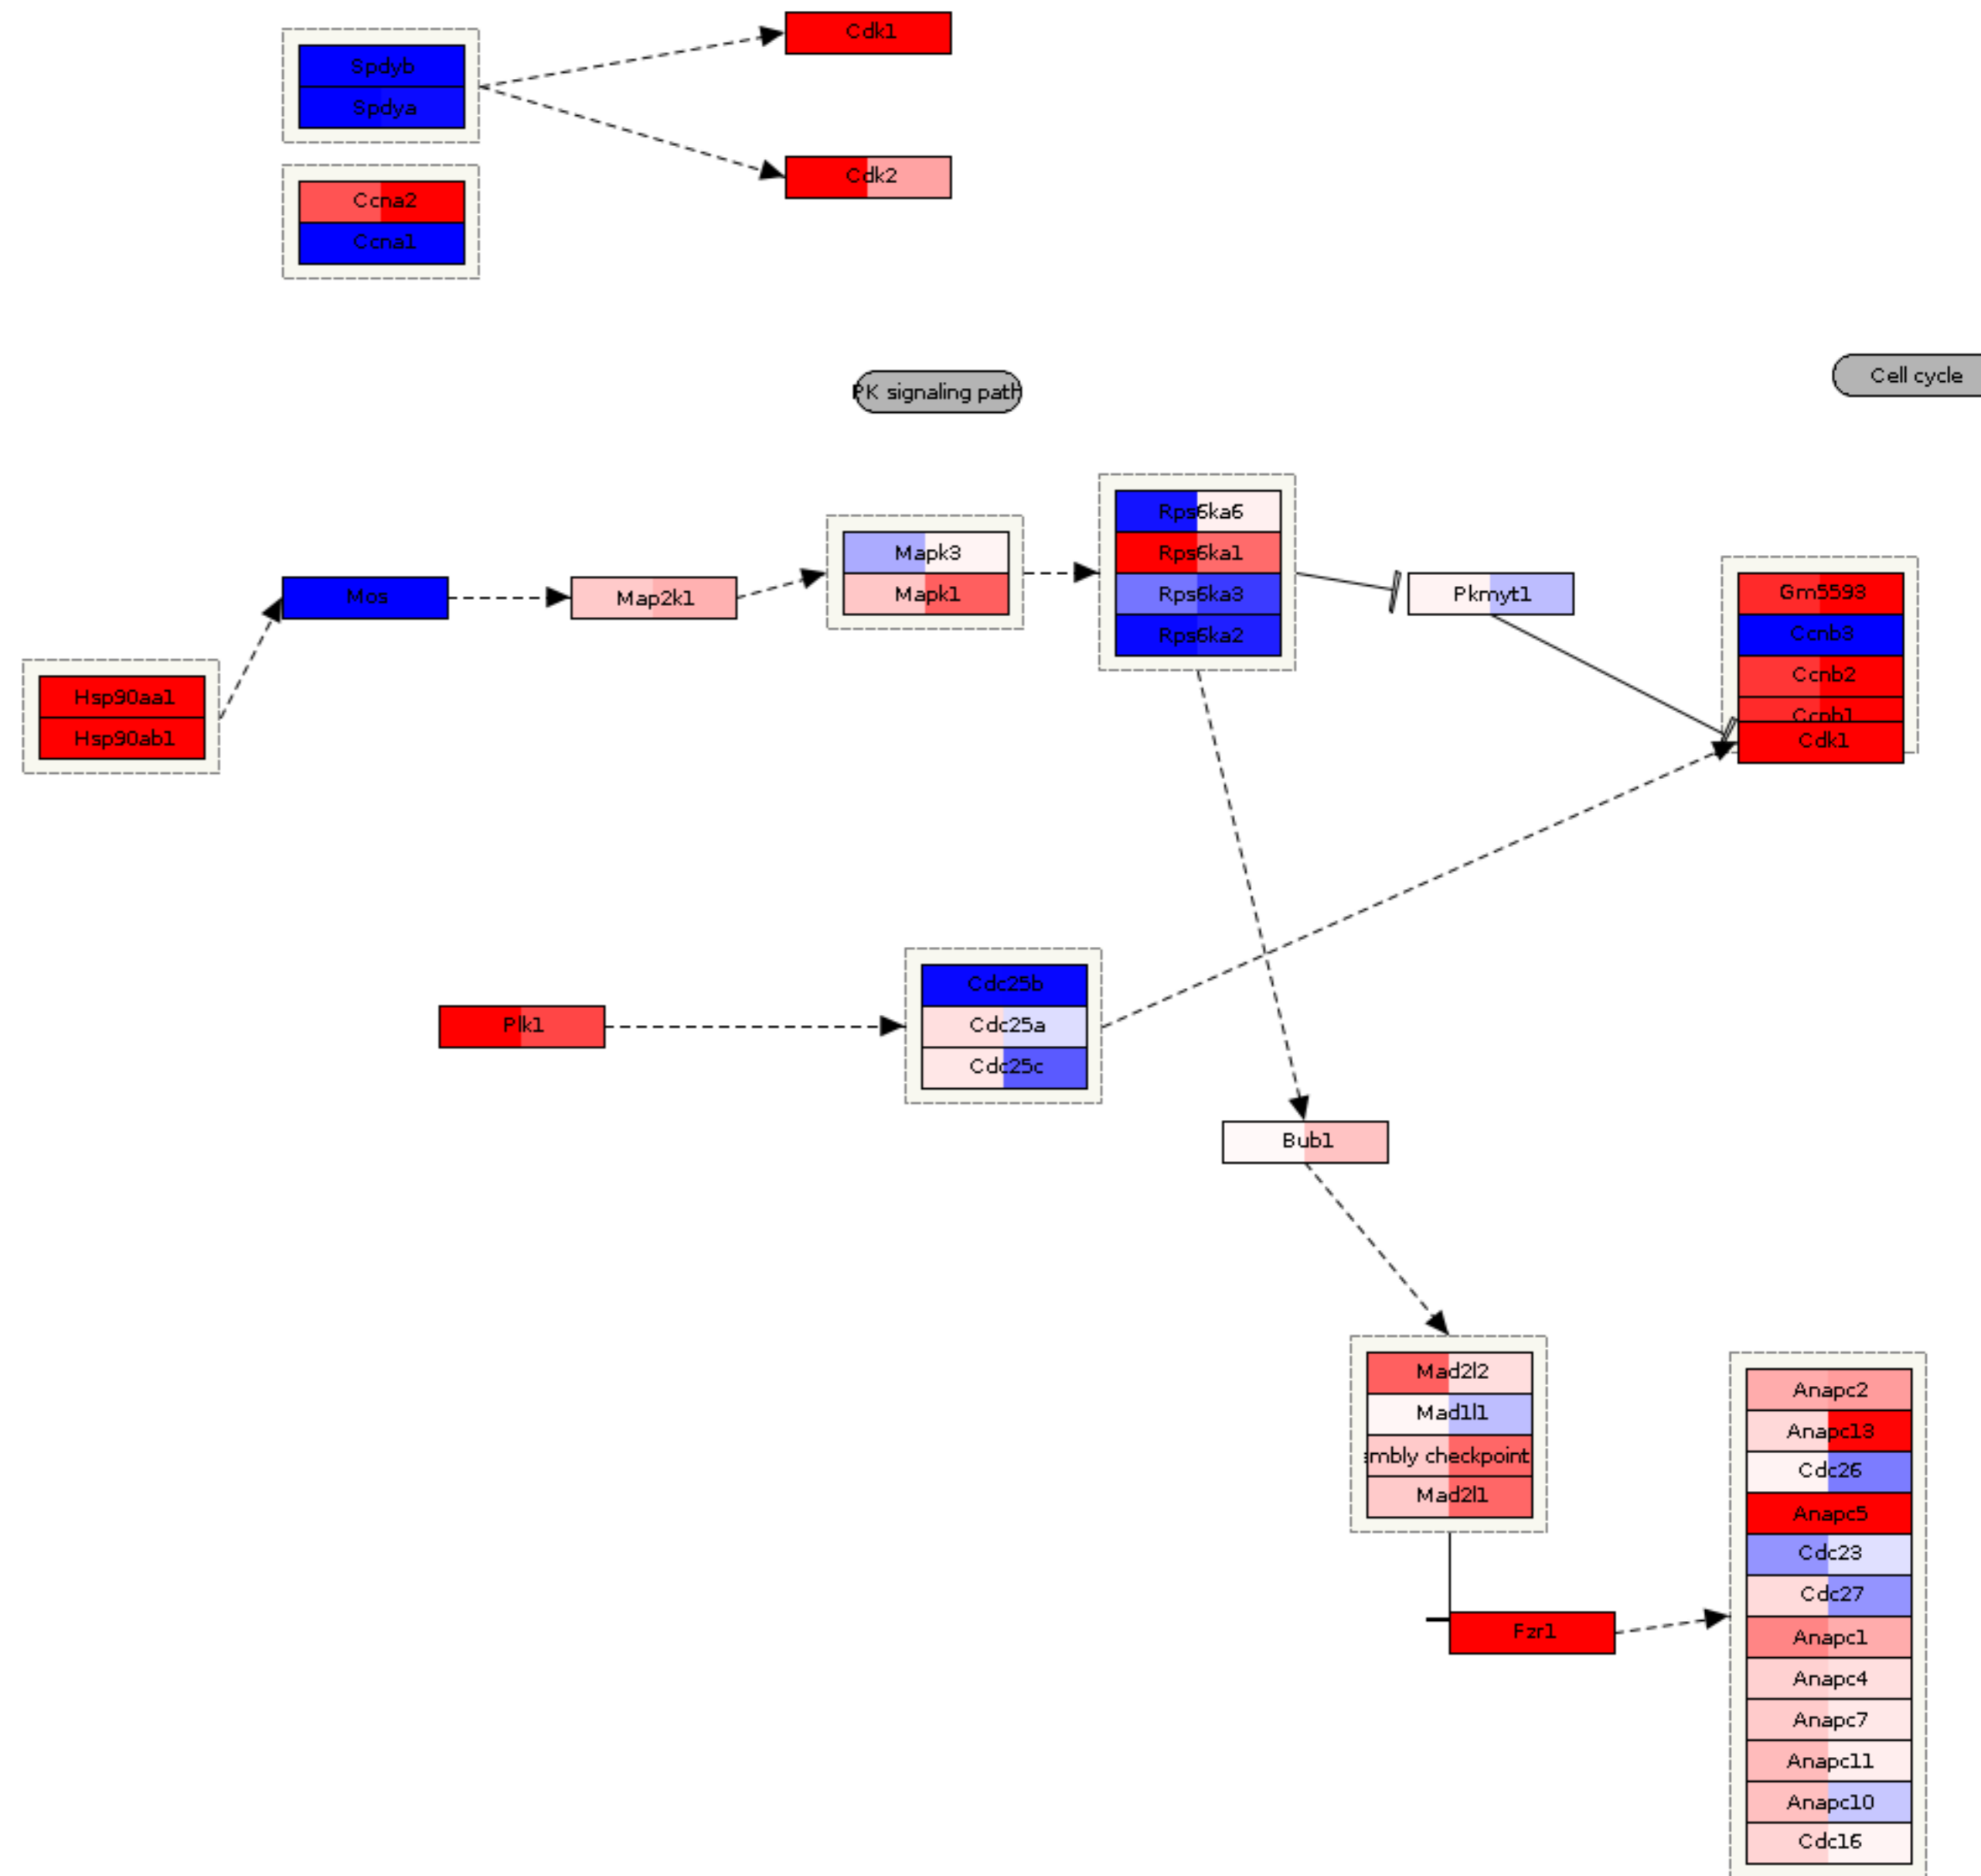 Cdk1
Spdyb
Spdya
Cdk2
Ccna2
Ccna1
PK signaling path
Cell cycle
Rps6ka6
Rps6ka1
Rps6ka3
Rps6ka2
Mapk3
Mapk1
Mos
Map2k1
Pkmyt1
Gm5593
Ccnb3
Ccnb2
Ccnb1
Cdk1
Hsp90aa1
Hsp90ab1
Cdc25b
Cdc25a
Cdc25c
Plk1
Bub1
Mad2l2
Mad1l1
mbly checkpoint
Mad2l1
Fzr1
Anapc2
Anapc13
Cdc26
Anapc5
Cdc23
Cdc27
Anapc1
Anapc4
Anapc7
Anapc11
Anapc10
Cdc16